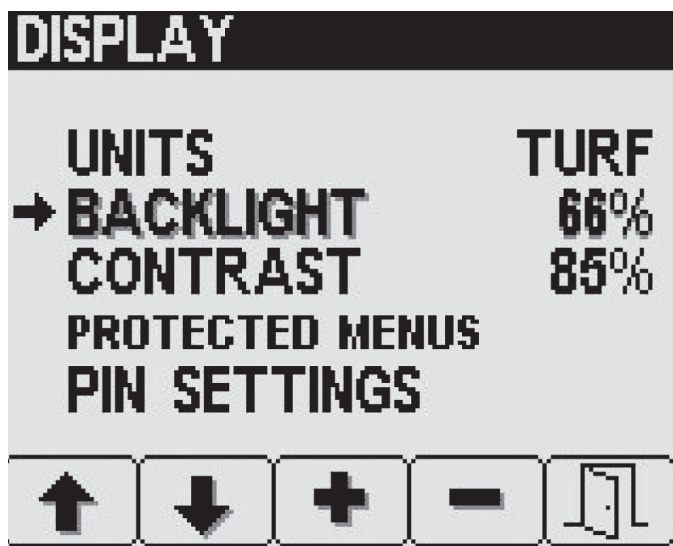 DISPLAY
UNITS TURF
BACKLIGHT 66%
CONTRAST 85%
PROTECTED MENUS
PIN SETTINGS